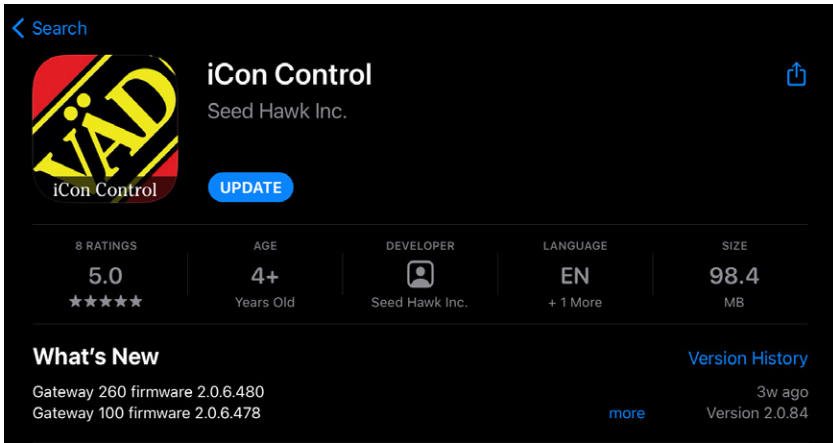 Search
VÄD
iCon Control
iCon Control
Seed Hawk Inc.
UPDATE
8 RATINGS
5.0
AGE
4+
Years Old
DEVELOPER
Seed Hawk Inc.
LANGUAGE
EN
+ 1 More
SIZE
98.4
MB
What's New
Version History
Gateway 260 firmware 2.0.6.480
3w ago
Gateway 100 firmware 2.0.6.478
more
Version 2.0.84